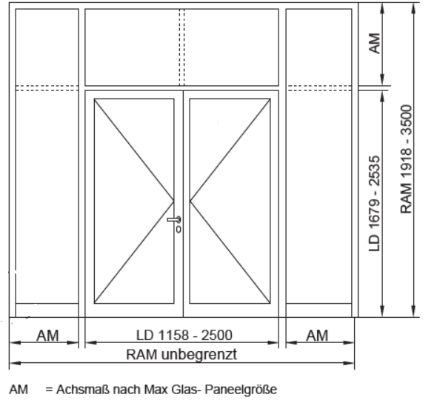 AM
LD 1679 - 2535
RAM 1918 - 3500
AM
LD 1158 - 2500
AM
RAM unbegrenzt
AM = Achsmaß nach Max Glas- Paneelgröße